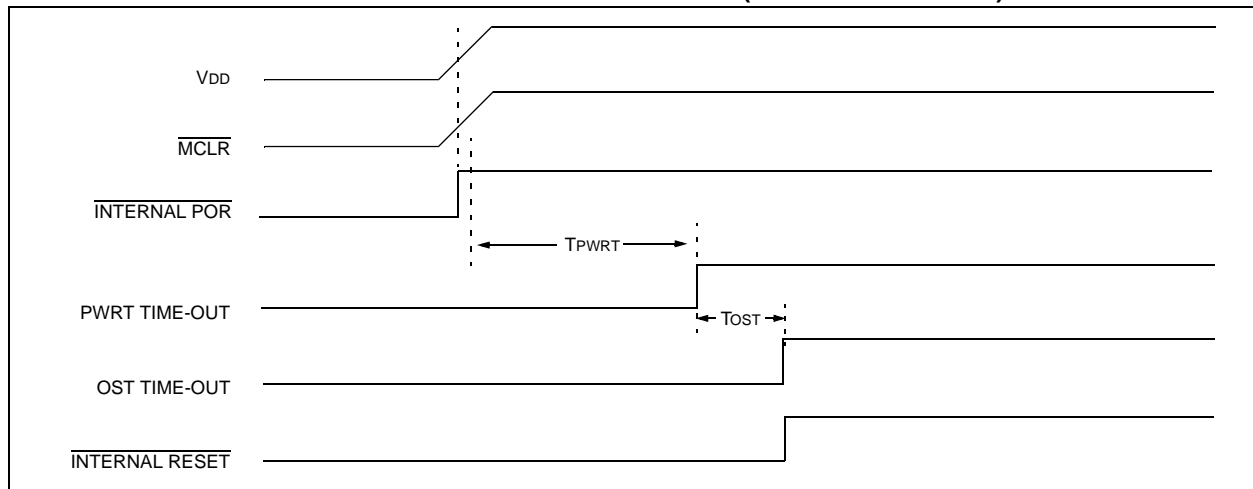 VDD
MCLR
INTERNAL POR
TPWRT
PWRT TIME-OUT
TOST
OST TIME-OUT
INTERNAL RESET